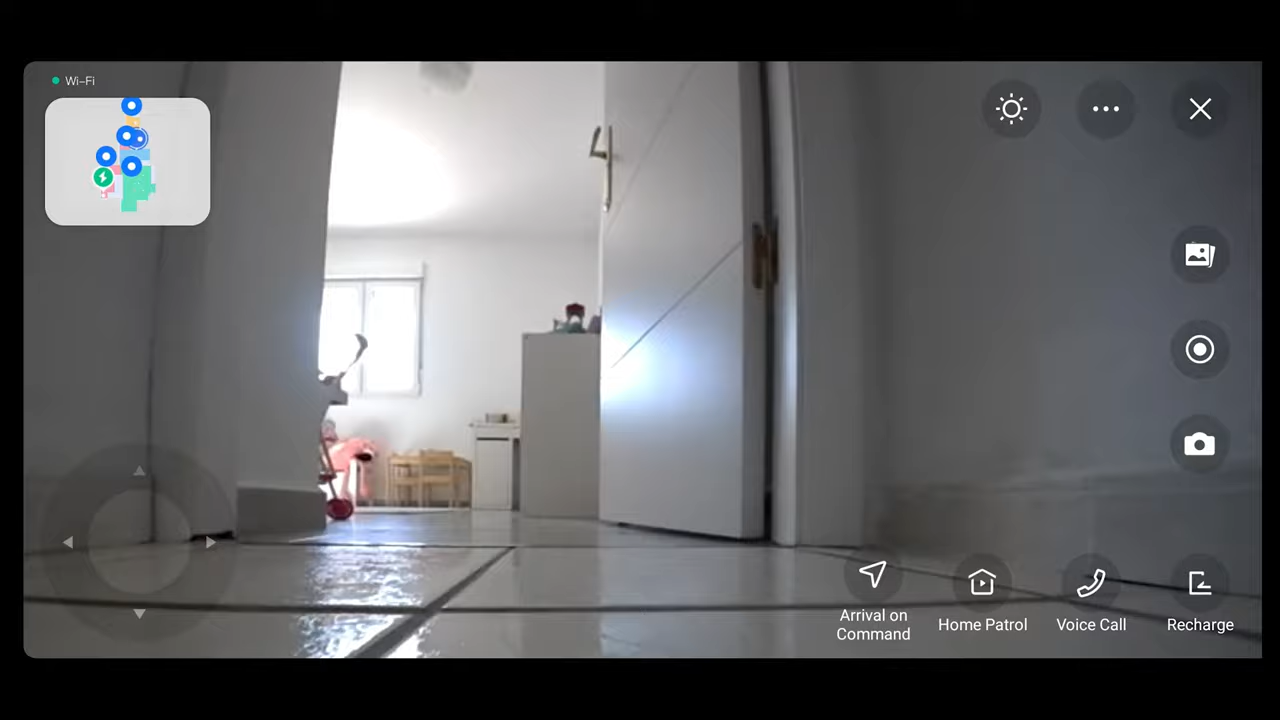 Wi-Fi
Arrival on
Command
Home Patrol
Voice Call
Recharge